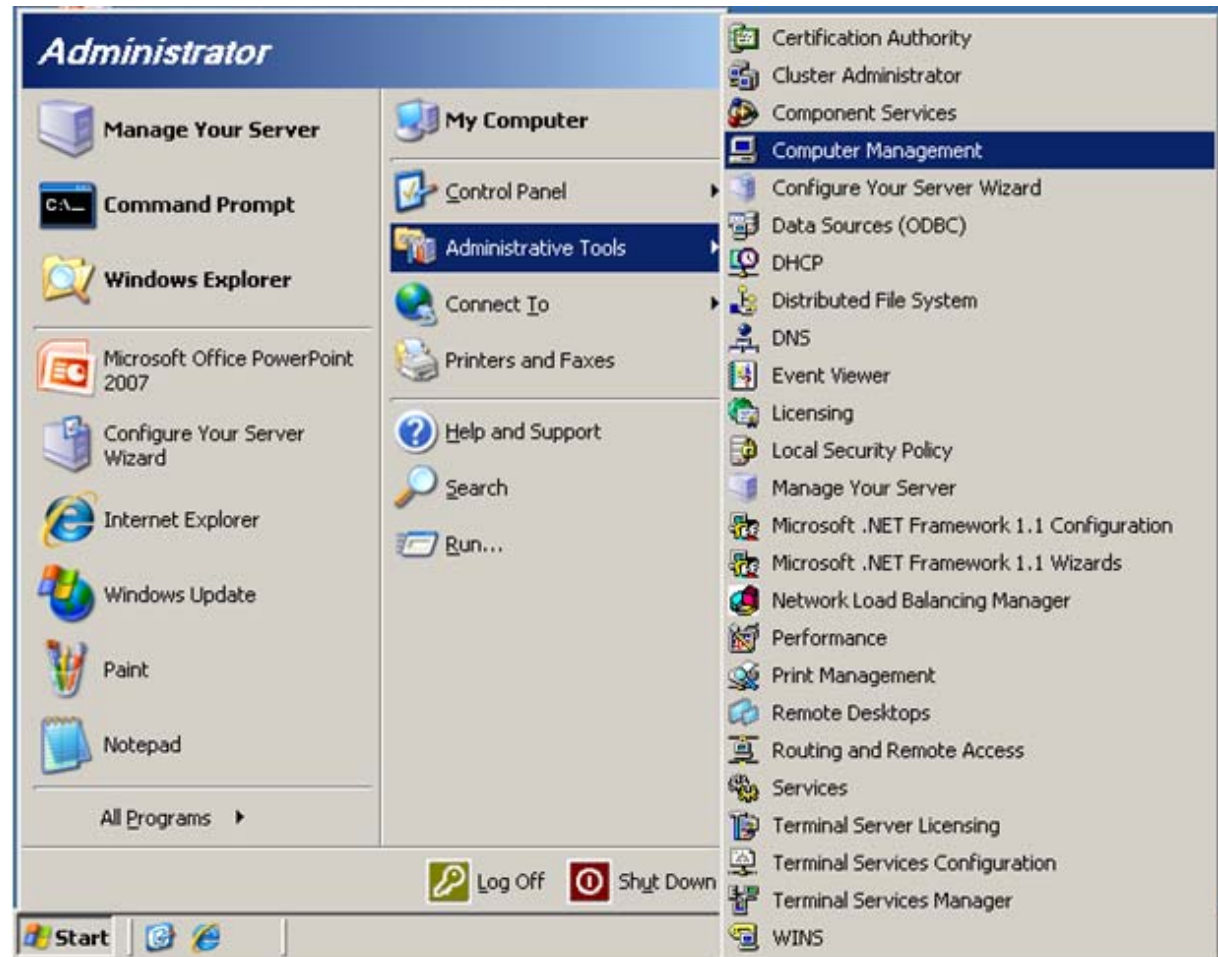 Administrator
Manage Your Server
Command Prompt
Windows Explorer
Microsoft Office PowerPoint
2007
Configure Your Server
Wizard
Internet Explorer
Windows Update
Paint
Notepad
All Programs
My Computer
Control Panel
Administrative Tools
Connect To
Printers and Faxes
Help and Support
Search
Run...
Log Off
Shut Down
Certification Authority
Cluster Administrator
Component Services
Computer Management
Configure Your Server Wizard
Data Sources (ODBC)
DHCP
Distributed File System
DNS
Event Viewer
Licensing
Local Security Policy
Manage Your Server
Microsoft .NET Framework 1.1 Configuration
Microsoft .NET Framework 1.1 Wizards
Network Load Balancing Manager
Performance
Print Management
Remote Desktops
Routing and Remote Access
Services
Terminal Server Licensing
Terminal Services Configuration
Terminal Services Manager
WINS
Start